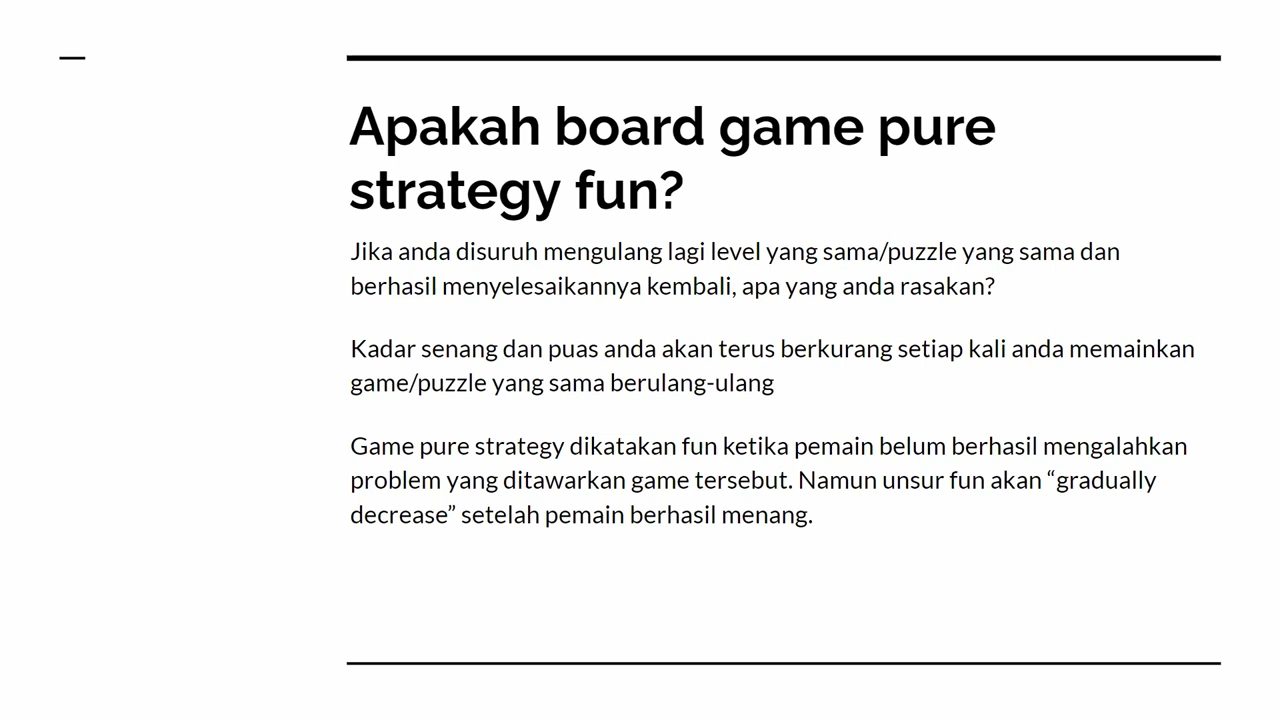 Apakah board game pure
strategy fun?
Jika anda disuruh mengulang lagi level yang sama/puzzle yang sama dan
berhasil menyelesaikannya kembali, apa yang anda rasakan?
Kadar senang dan puas anda akan terus berkurang setiap kali anda memainkan
game/puzzle yang sama berulang-ulang
Game pure strategy dikatakan fun ketika pemain belum berhasil mengalahkan
problem yang ditawarkan game tersebut. Namun unsur fun akan “gradually
decrease” setelah pemain berhasil menang.